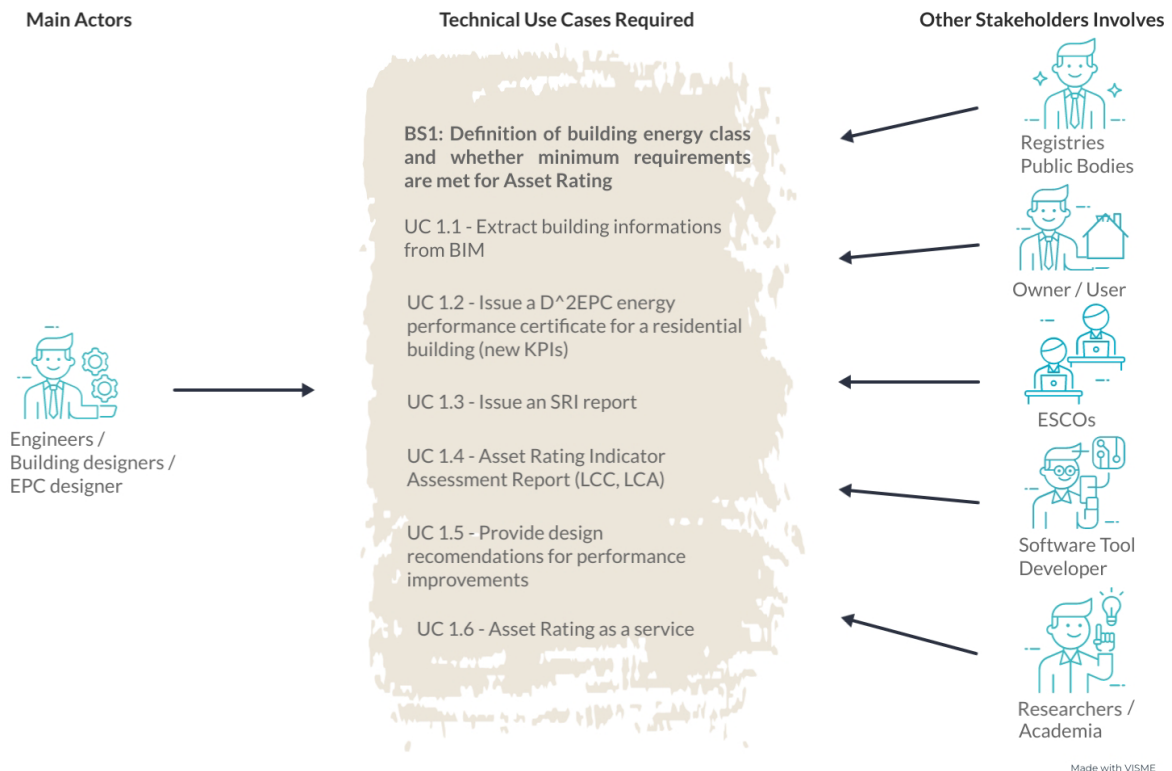 Main Actors
Technical Use Cases Required
Other Stakeholders Involves
Engineers /
Building designers /
EPC designer
BS1: Definition of building energy class
and whether minimum requirements
are met for Asset Rating
UC 1.1 - Extract building informations
from BIM
UC 1.2 - Issue a D^2EPC energy
performance certificate for a residential
building (new KPIs)
UC 1.3 - Issue an SRI report
UC 1.4 - Asset Rating Indicator
Assessment Report (LCC, LCA)
UC 1.5 - Provide design
recomendations for performance
improvements
UC 1.6 - Asset Rating as a service
Registries
Public Bodies
Owner / User
ESCOs
Software Tool
Developer
Researchers /
Academia
Made with VISME